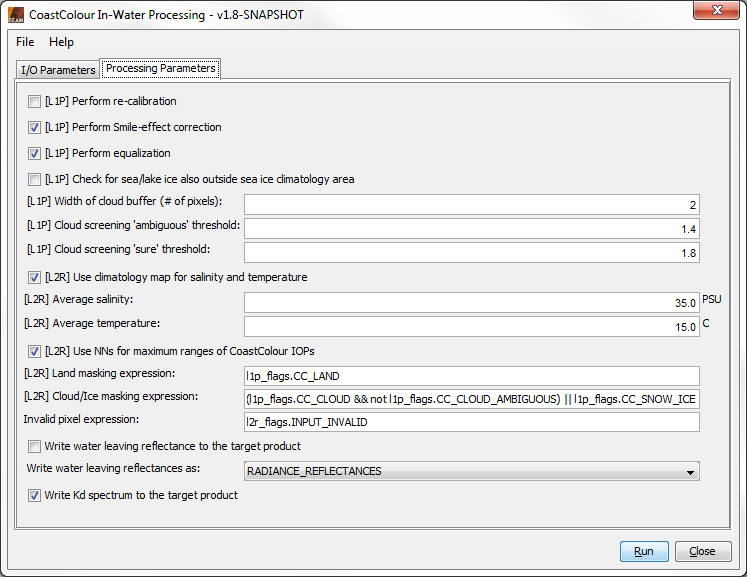 CoastColour In-Water Processing - v1.8-SNAPSHOT
File Help
I/O Parameters Processing Parameters
[L1P] Perform re-calibration
[L1P] Perform Smile-effect correction
[L1P] Perform equalization
[L1P] Check for sea/lake ice also outside sea ice climatology area
[L1P] Width of cloud buffer (# of pixels): 2
[L1P] Cloud screening 'ambiguous' threshold: 1.4
[L1P] Cloud screening 'sure' threshold: 1.8
[L2R] Use climatology map for salinity and temperature
[L2R] Average salinity: 35.0 PSU
[L2R] Average temperature: 15.0 C
[L2R] Use NNs for maximum ranges of CoastColour IOPs
[L2R] Land masking expression: l1p_flags.CC_LAND
[L2R] Cloud/Ice masking expression: (l1p_flags.CC_CLOUD && not l1p_flags.CC_CLOUD_AMBIGUOUS) || l1p_flags.CC_SNOW_ICE
Invalid pixel expression: l2r_flags.INPUT_INVALID
Write water leaving reflectance to the target product
Write water leaving reflectances as: RADIANCE_REFLECTANCES
Write Kd spectrum to the target product
Run Close